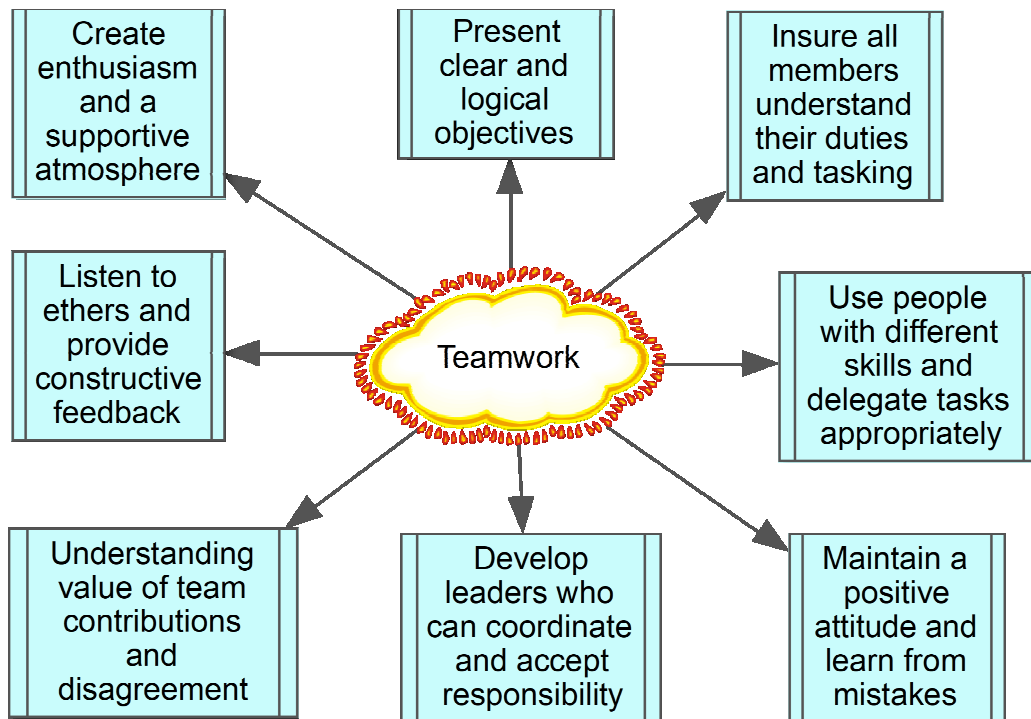 Create
enthusiasm
and a
supportive
atmosphere
Present
clear and
logical
objectives
Insure all
members
understand
their duties
and tasking
Listen to
ethers and
provide
constructive
feedback
Teamwork
Use people
with different
skills and
delegate tasks
appropriately
Understanding
value of team
contributions
and
disagreement
Develop
leaders who
can coordinate
and accept
responsibility
Maintain a
positive
attitude and
learn from
mistakes